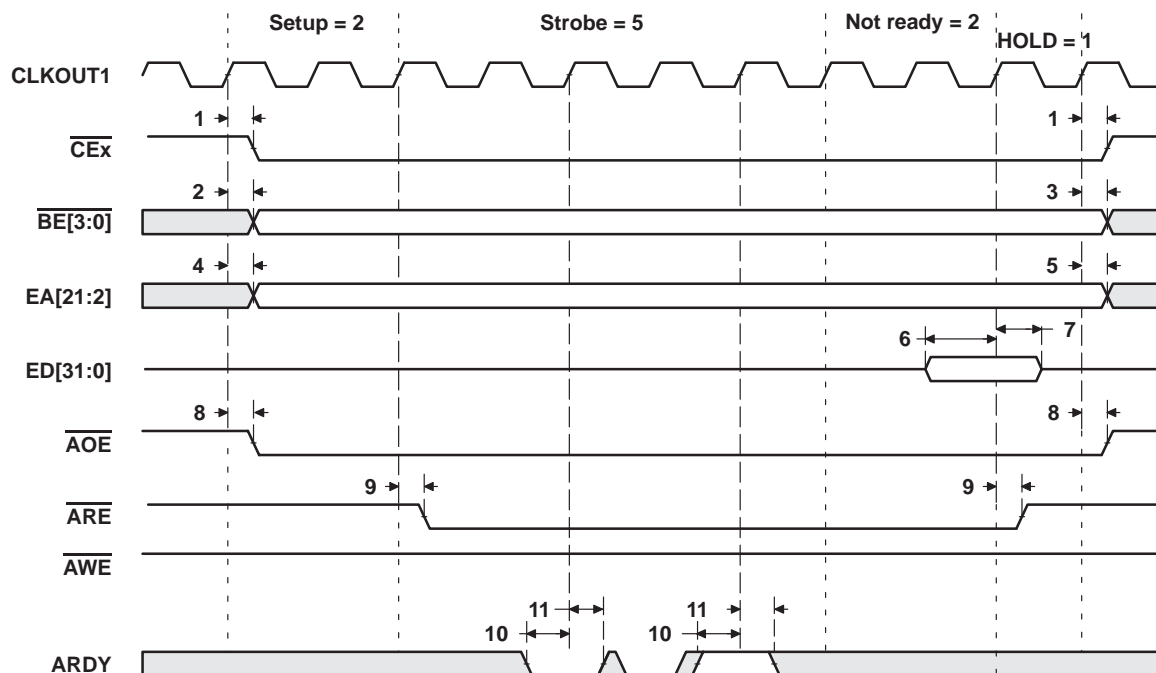 Setup = 2
Strobe = 5
Not ready = 2
HOLD = 1
CLKOUT1
1
1
CEx
2
3
BE[3:0]
4
5
EA[21:2]
6
7
ED[31:0]
8
8
AOE
9
9
ARE
AWE
11
11
10
10
ARDY